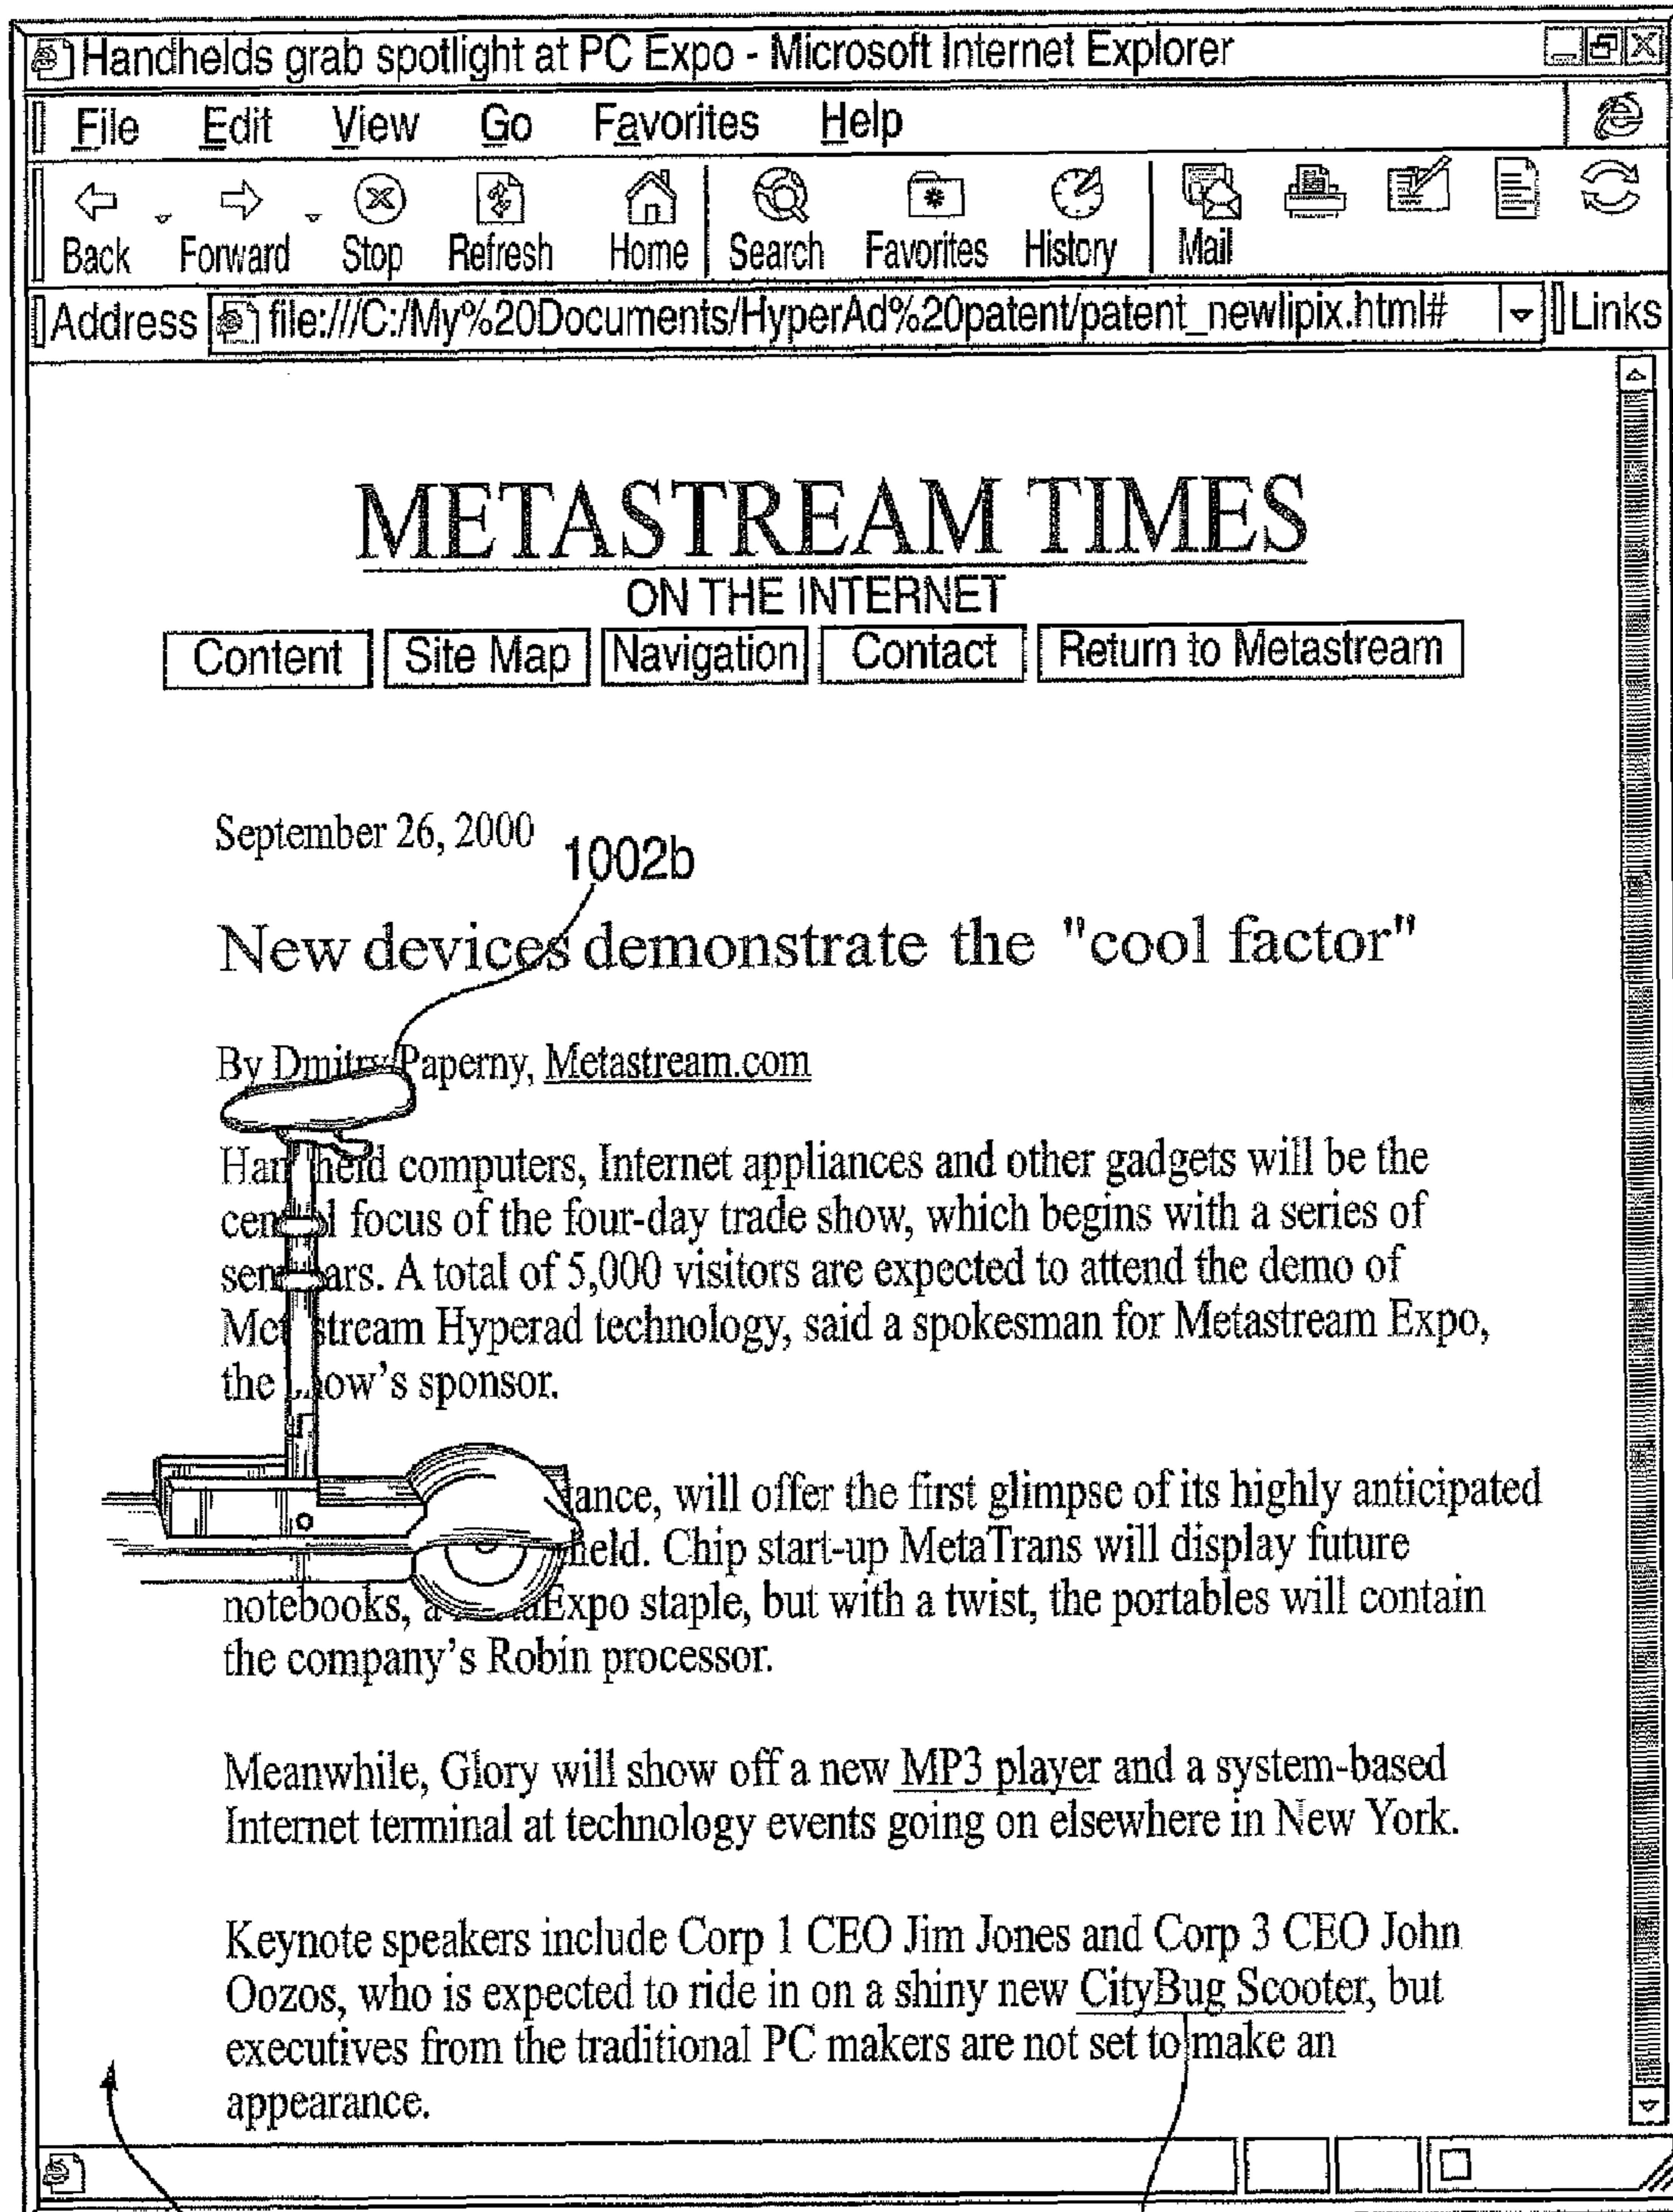 Handhelds grab spotlight at PC Expo - Microsoft Internet Explorer
File Edit View Go Favorites Help
Back Forward Stop Refresh Home Search Favorites History Mail
Address file:///C:/My%20Documents/HyperAd%20patent/patent_newlipix.html# Links
METASTREAM TIMES
ON THE INTERNET
Content Site Map Navigation Contact Return to Metastream
September 26, 2000
1002b
New devices demonstrate the "cool factor"
By Dmitry Paperny, Metastream.com
computers, Internet appliances and other gadgets will be the
focus of the four-day trade show, which begins with a series of
A total of 5,000 visitors are expected to attend the demo of
Hyperad technology, said a spokesman for Metastream Expo,
the sponsor.
will offer the first glimpse of its highly anticipated
Chip start-up MetaTrans will display future
notebooks, staple, but with a twist, the portables will contain
the company's Robin processor.
Meanwhile, Glory will show off a new MP3 player and a system-based
Internet terminal at technology events going on elsewhere in New York.
Keynote speakers include Corp 1 CEO Jim Jones and Corp 3 CEO John
Oozos, who is expected to ride in on a shiny new CityBug Scooter, but
executives from the traditional PC makers are not set to make an
appearance.